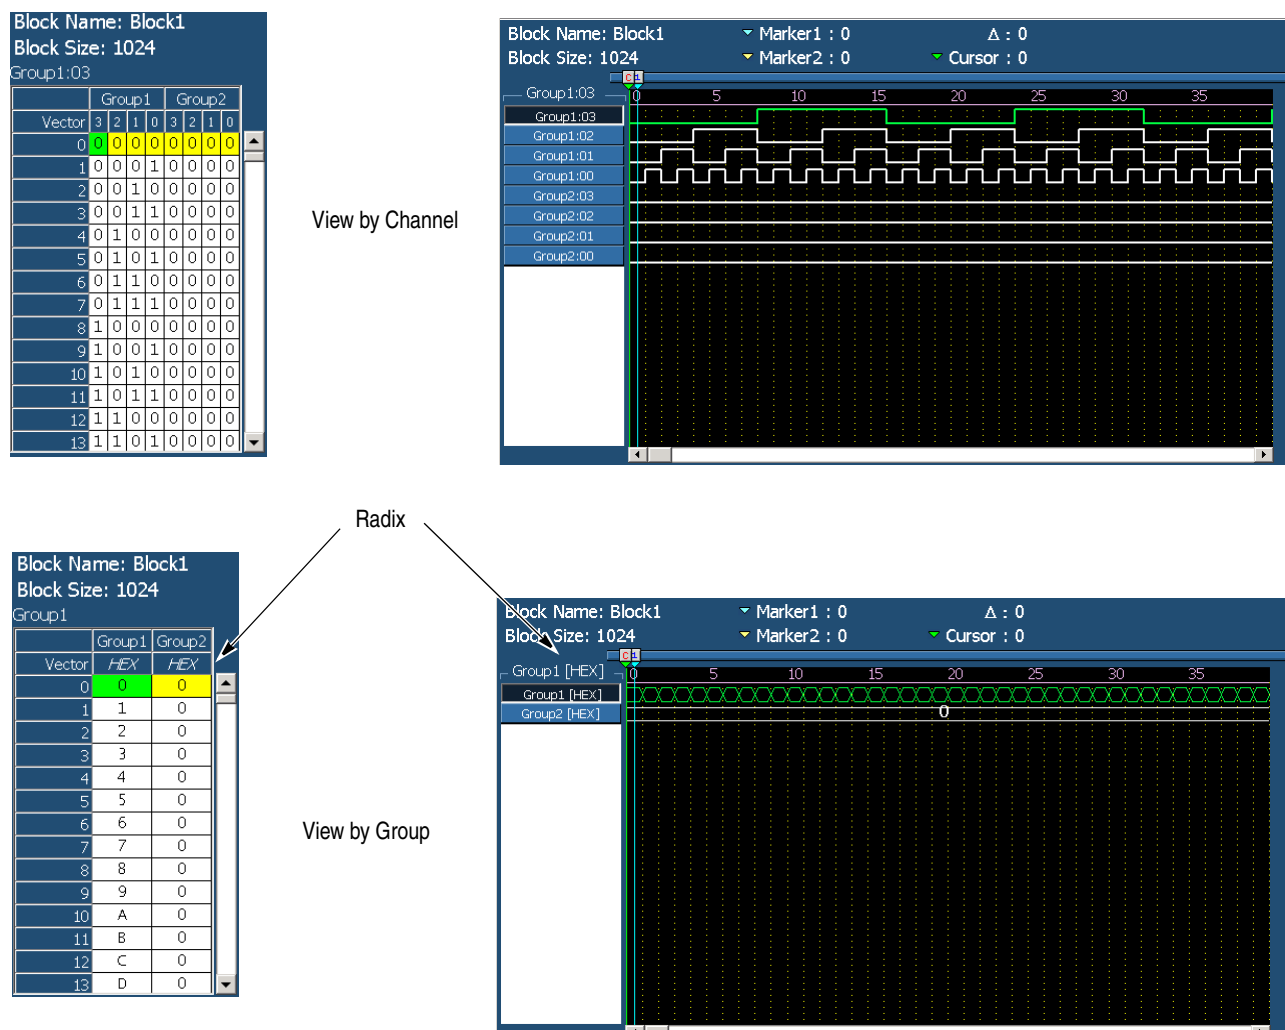 Block Name: Block1
Block Size: 1024
Group1:03
Group1 Group2
Vector 3 2 1 0 3 2 1 0
0 0 0 0 0 0 0 0 0
1 0 0 0 1 0 0 0 0
2 0 0 1 0 0 0 0 0
3 0 0 1 1 0 0 0 0
4 0 1 0 0 0 0 0 0
5 0 1 0 1 0 0 0 0
6 0 1 1 0 0 0 0 0
7 0 1 1 1 0 0 0 0
8 1 0 0 0 0 0 0 0
9 1 0 0 1 0 0 0 0
10 1 0 1 0 0 0 0 0
11 1 0 1 1 0 0 0 0
12 1 1 0 0 0 0 0 0
13 1 1 0 1 0 0 0 0
View by Channel
Block Name: Block1 Marker1 : 0 Δ : 0
Block Size: 1024 Marker2 : 0 Cursor : 0
C 1
Group1:03 0 5 10 15 20 25 30 35
Group1:03
Group1:02
Group1:01
Group1:00
Group2:03
Group2:02
Group2:01
Group2:00
Radix
Block Name: Block1
Block Size: 1024
Group1
Group1 Group2
Vector HEX HEX
0 0 0
1 1 0
2 2 0
3 3 0
4 4 0
5 5 0
6 6 0
7 7 0
8 8 0
9 9 0
10 A 0
11 B 0
12 C 0
13 D 0
View by Group
Block Name: Block1 Marker1 : 0 Δ : 0
Block Size: 1024 Marker2 : 0 Cursor : 0
C 1
Group1 [HEX] 0 5 10 15 20 25 30 35
Group1 [HEX]
Group2 [HEX] 0